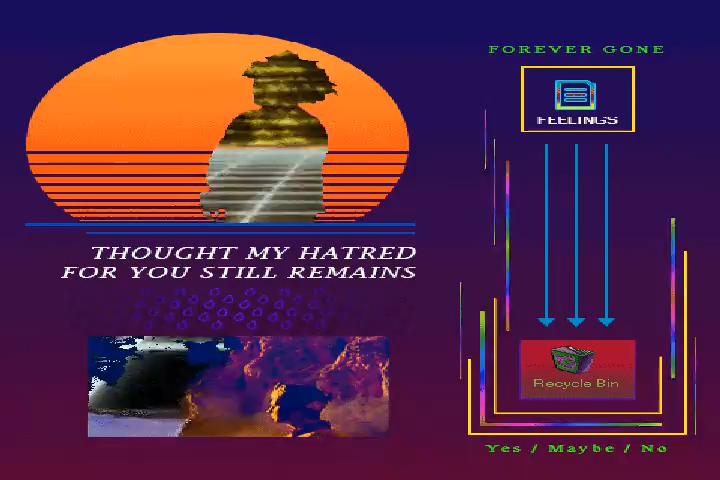 FOREVER GONE
FEELINGS
THOUGHT MY HATRED
FOR YOU STILL REMAINS
Recycle Bin
Yes / Maybe / No